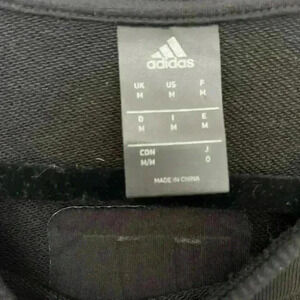 adidas
UK US F
M M M
D I E
M M M
CDN J
M/M O
MADE IN CHINA